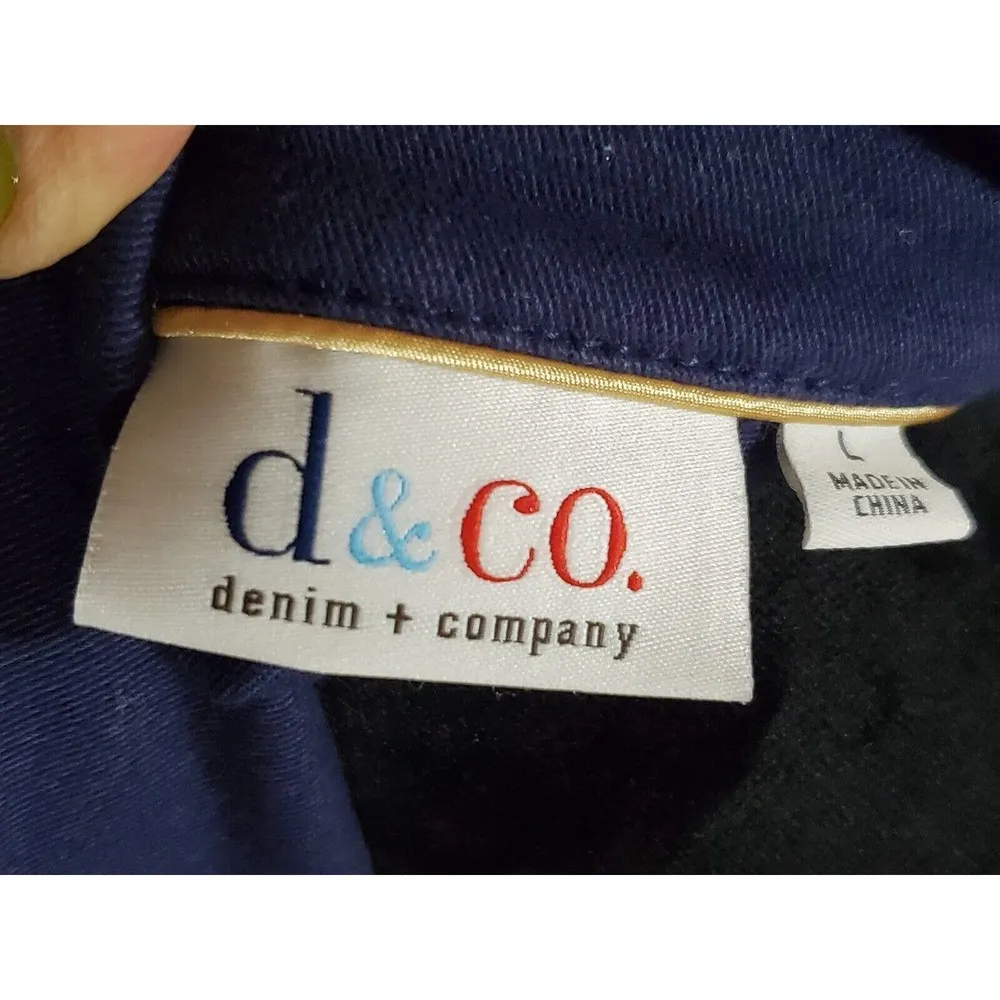 d & co.
denim + company
L
MADE IN
CHINA